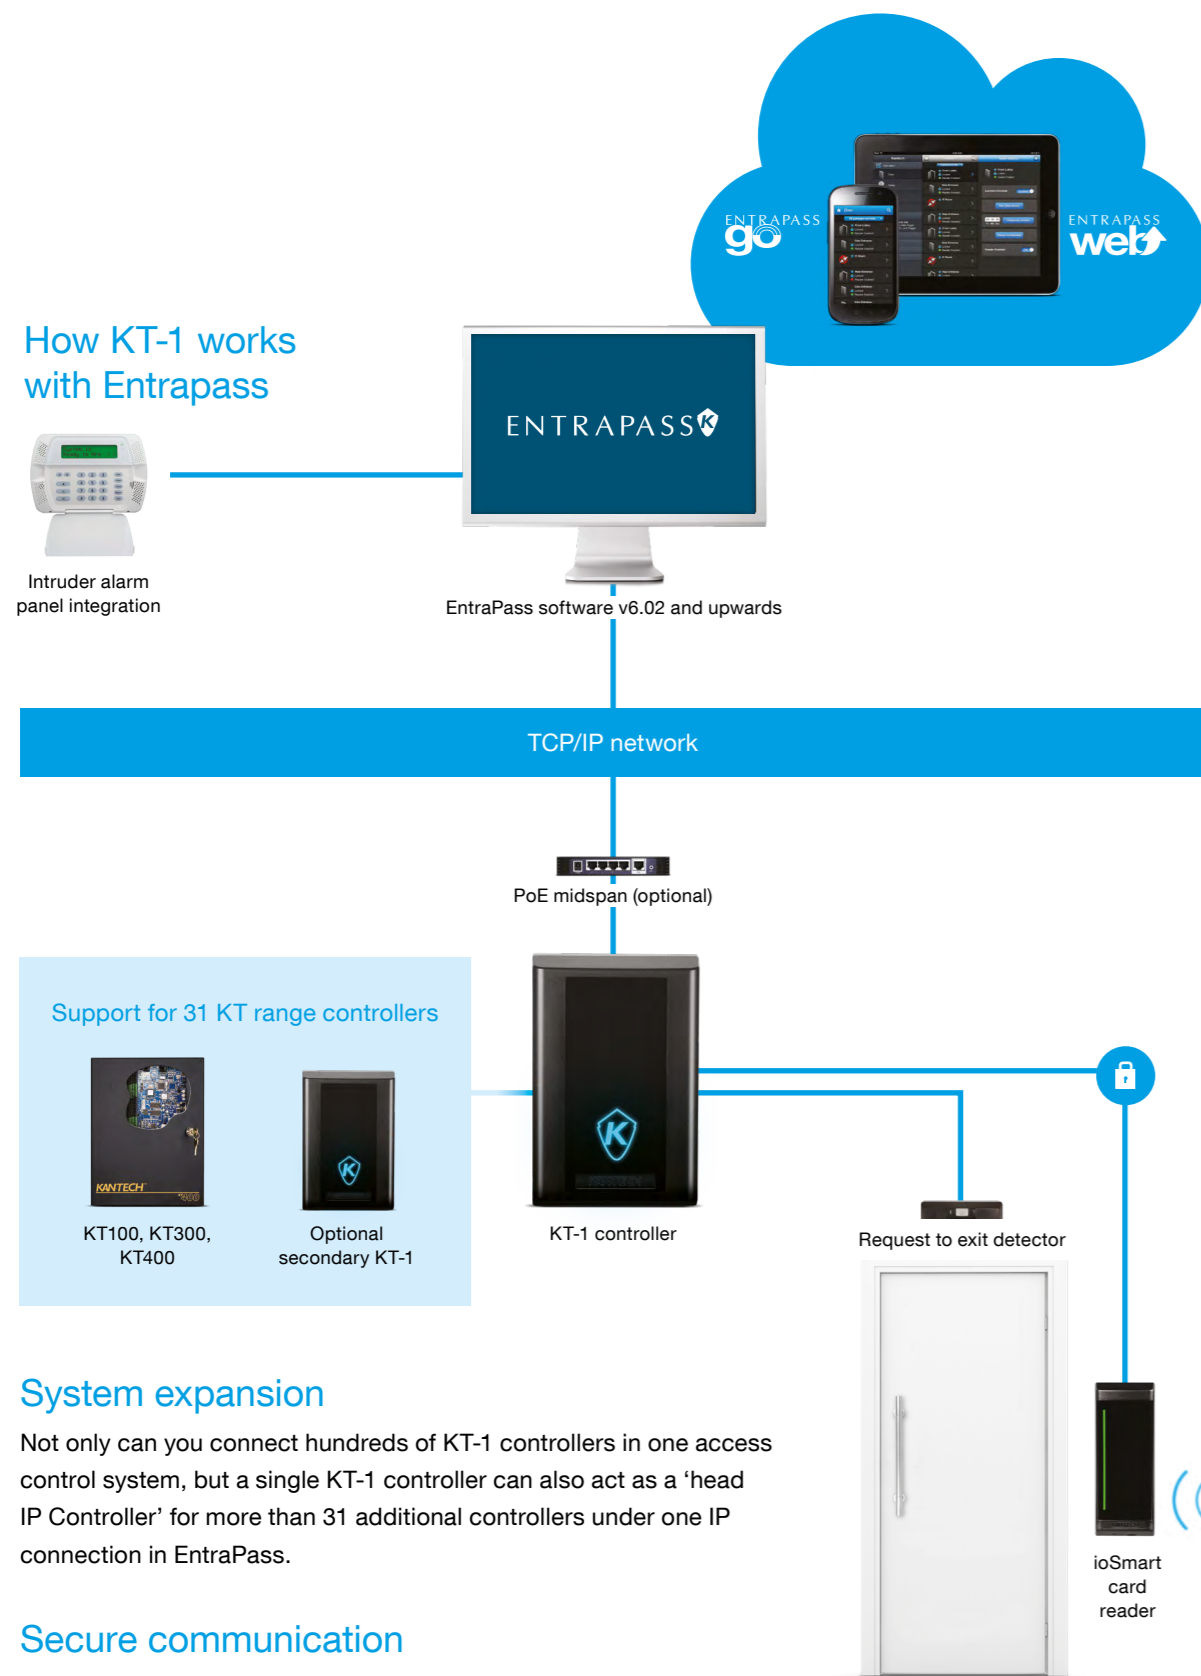 ENTRAPASS
go
ENTRAPASS
web
How KT-1 works
with Entrapass
ENTRAPASS K
Intruder alarm
panel integration
EntraPass software v6.02 and upwards
TCP/IP network
PoE midspan (optional)
Support for 31 KT range controllers
KANTECH
K
K
KT100, KT300,
KT400
Optional
secondary KT-1
KT-1 controller
Request to exit detector
System expansion
Not only can you connect hundreds of KT-1 controllers in one access
control system, but a single KT-1 controller can also act as a ‘head
IP Controller’ for more than 31 additional controllers under one IP
connection in EntraPass.
ioSmart
card
reader
Secure communication